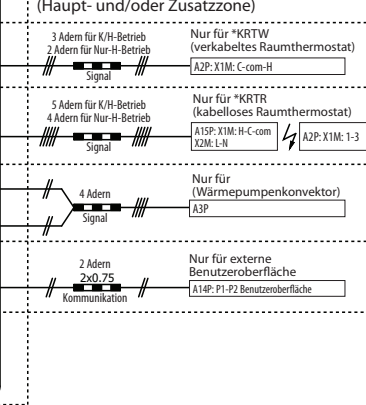 (Haupt- und/oder Zusatzzone)
3 Adern für K/H-Betrieb
2 Adern für Nur-H-Betrieb
Signal
Nur für *KRTW
(verkabeltes Raumthermostat)
A2P: X1M: C-com-H
5 Adern für K/H-Betrieb
4 Adern für Nur-H-Betrieb
Signal
Nur für *KRTR
(kabelloses Raumthermostat)
A15P: X1M: H-C-com
X2M: L-N
A2P: X1M: 1-3
4 Adern
Signal
Nur für
(Wärmepumpenkonvektor)
A3P
2 Adern
2x0.75
Kommunikation
Nur für externe
Benutzeroberfläche
A14P: P1-P2 Benutzeroberfläche